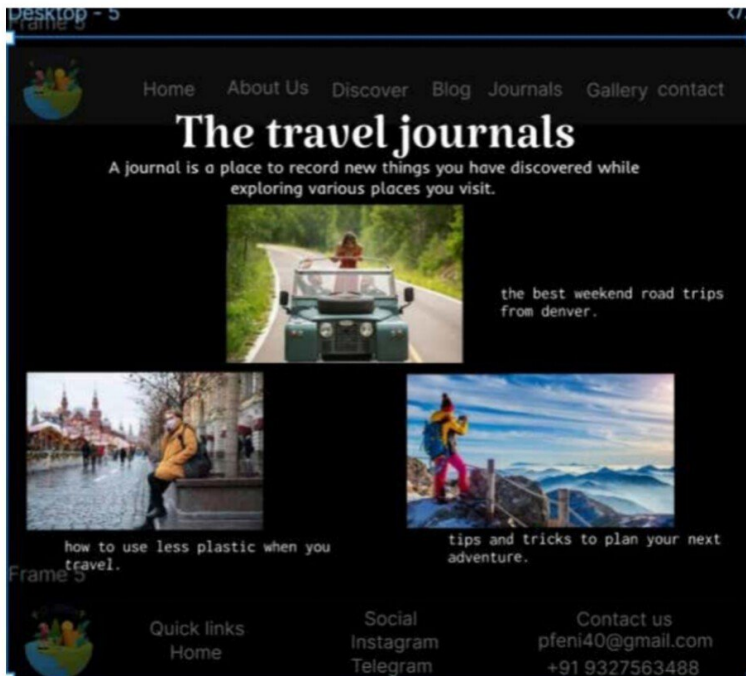 Desktop - 5
Frame 5
Home About Us Discover Blog Journals Gallery contact
The travel journals
A journal is a place to record new things you have discovered while
exploring various places you visit.
the best weekend road trips
from denver.
how to use less plastic when you
travel.
tips and tricks to plan your next
adventure.
Frame 5
Quick links
Home
Social
Instagram
Telegram
Contact us
pfeni40@gmail.com
+91 9327563488